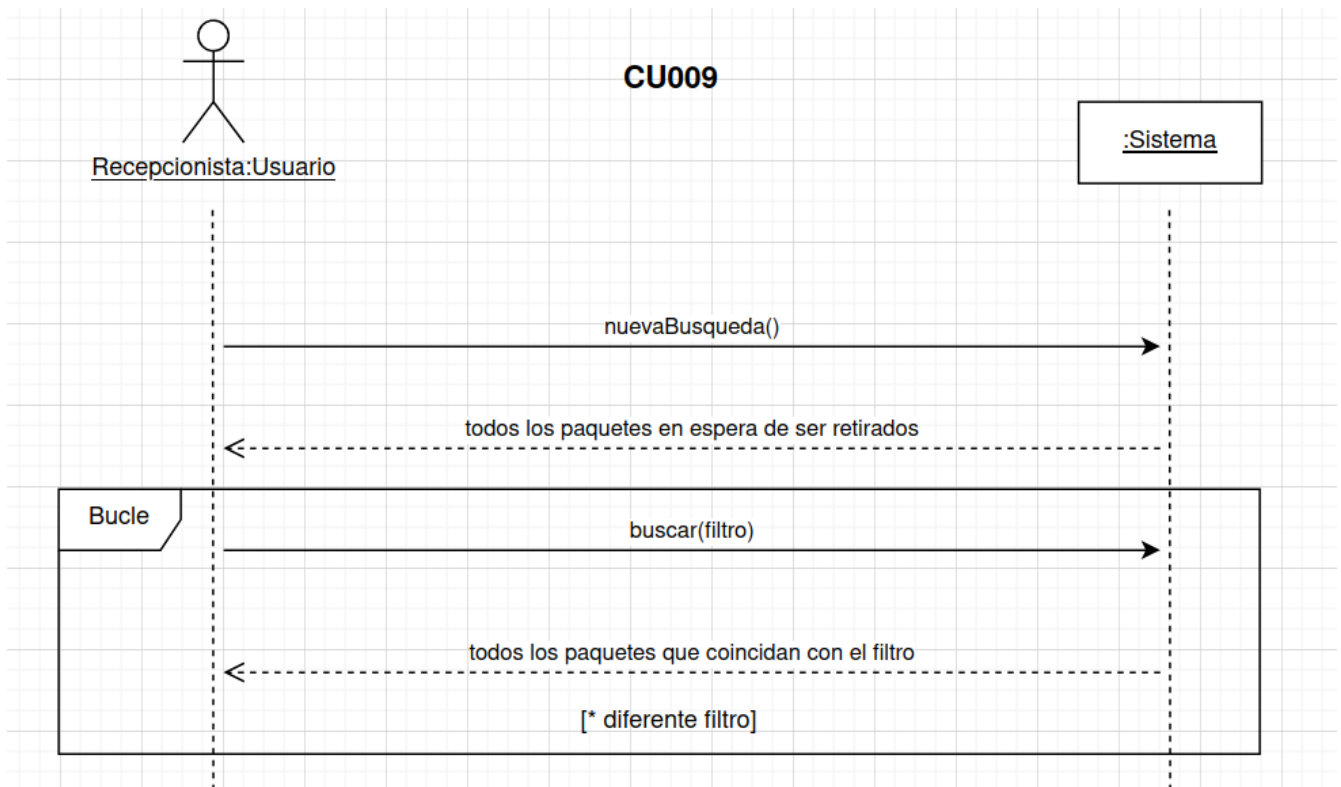 CU009
Recepcionista:Usuario
:Sistema
nuevaBusqueda()
todos los paquetes en espera de ser retirados
Bucle
buscar(filtro)
todos los paquetes que coincidan con el filtro
[* diferente filtro]